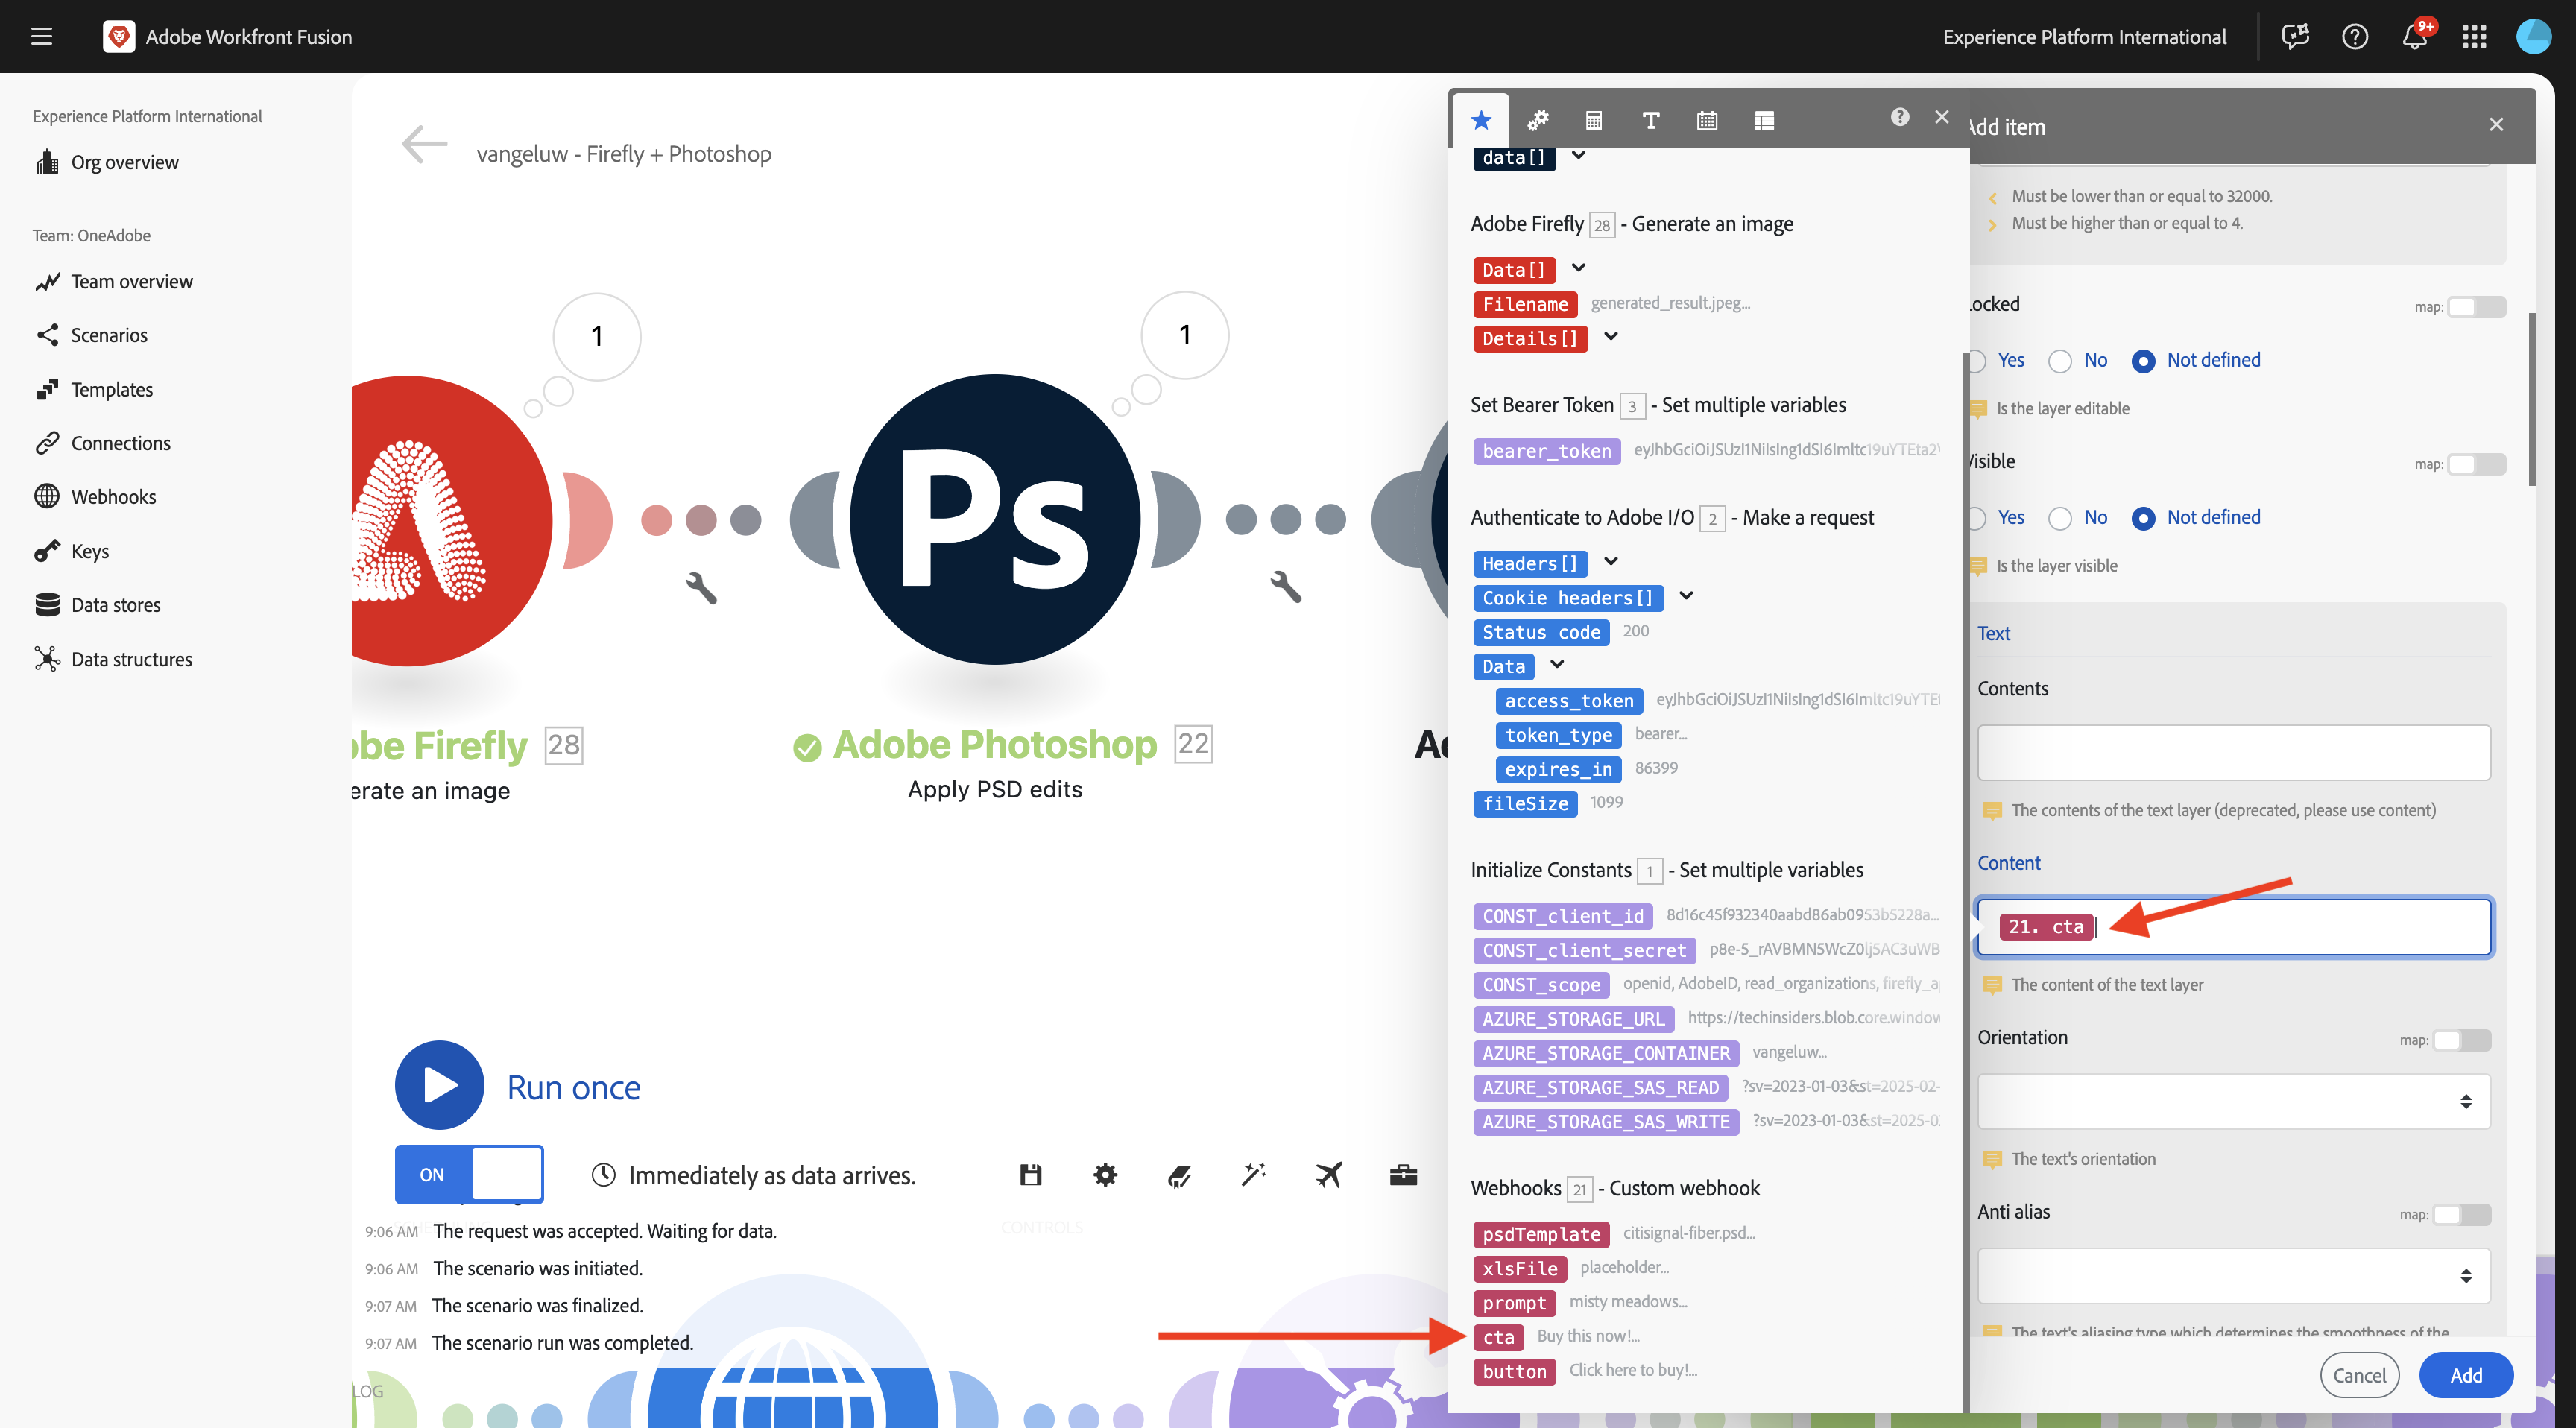 Adobe Workfront Fusion
Experience Platform International
9+
Experience Platform International
Org overview
Team: OneAdobe
Team overview
Scenarios
Templates
Connections
Webhooks
Keys
Data stores
Data structures
vangeluw - Firefly + Photoshop
1
1
Ps
obe Firefly 28
erate an image
Adobe Photoshop 22
Apply PSD edits
Run once
ON
Immediately as data arrives.
CONTROLS
9:06 AM The request was accepted. Waiting for data.
9:06 AM The scenario was initiated.
9:07 AM The scenario was finalized.
9:07 AM The scenario run was completed.
LOG
data[]
Adobe Firefly 28 - Generate an image
Data[]
Filename generated_result.jpeg...
Details[]
Set Bearer Token 3 - Set multiple variables
bearer_token
Authenticate to Adobe I/O 2 - Make a request
Headers[]
Cookie headers[]
Status code 200
Data
access_token
token_type bearer...
expires_in 86399
fileSize 1099
Initialize Constants 1 - Set multiple variables
CONST_client_id 8d16c45f932340aabd86ab0953b5228a...
CONST_client_secret
CONST_scope openid, AdobeID, read_organizations, firefly_a
AZURE_STORAGE_URL https://techinsiders.blob.core.window
AZURE_STORAGE_CONTAINER vangeluw...
AZURE_STORAGE_SAS_READ ?sv=2023-01-03&st=2025-02-
AZURE_STORAGE_SAS_WRITE ?sv=2023-01-03&st=2025-0
Webhooks 21 - Custom webhook
psdTemplate citisignal-fiber.psd...
xlsFile placeholder...
prompt misty meadows...
cta Buy this now!...
button Click here to buy!...
Add item
Must be lower than or equal to 32000.
Must be higher than or equal to 4.
Locked map:
Yes No Not defined
Is the layer editable
Visible map:
Yes No Not defined
Is the layer visible
Text
Contents
The contents of the text layer (deprecated, please use content)
Content
21. cta
The content of the text layer
Orientation map:
The text's orientation
Anti alias map:
The text's aliasing type which determines the smoothness of the
Cancel Add